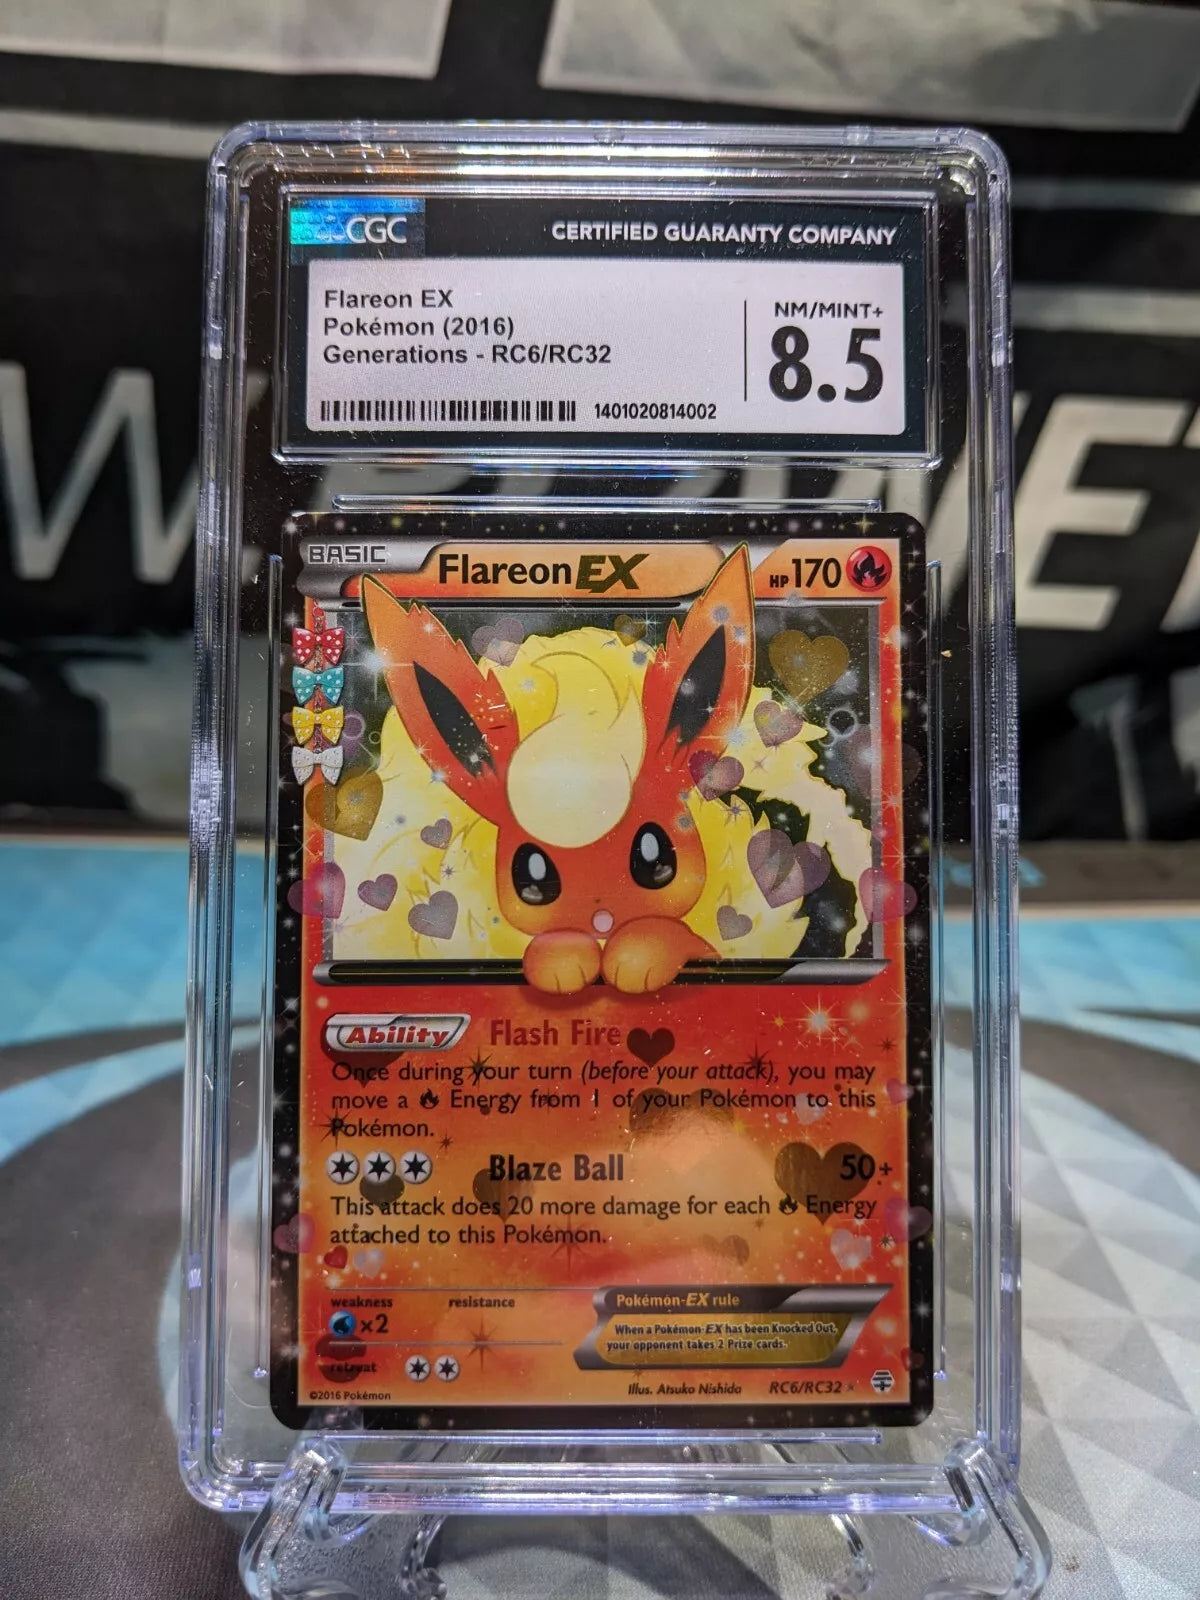 CGC
CERTIFIED GUARANTY COMPANY
Flareon EX
Pokémon (2016)
Generations - RC6/RC32
NM/MINT+
8.5
1401020814002
BASIC
Flareon EX
HP 170
Ability Flash Fire
Once during your turn (before your attack), you may
move a Energy from 1 of your Pokémon to this
Pokémon.
Blaze Ball 50+
This attack does 20 more damage for each Energy
attached to this Pokémon.
weakness resistance
×2
retreat
Pokémon-EX rule
When a Pokémon-EX has been Knocked Out,
your opponent takes 2 Prize cards.
©2016 Pokémon
Illus. Atsuko Nishida
RC6/RC32